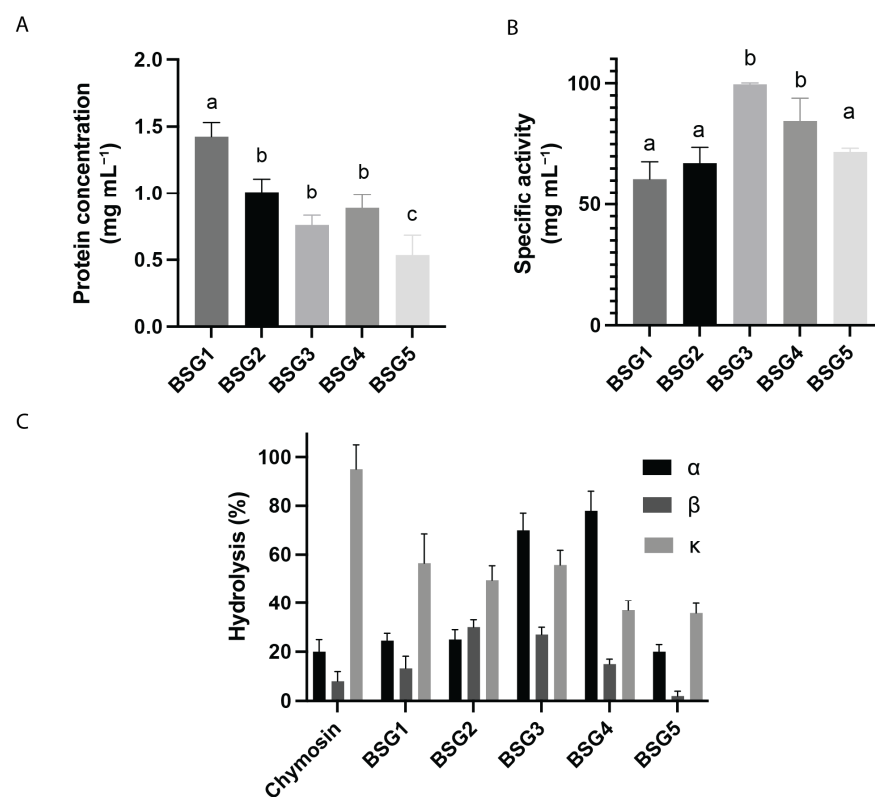 A
Protein concentration
(mg mL⁻¹)
2.0
1.5
1.0
0.5
0.0
a
b
b
b
c
BSG1
BSG2
BSG3
BSG4
BSG5
B
Specific activity
(mg mL⁻¹)
100
50
0
a
a
b
b
a
BSG1
BSG2
BSG3
BSG4
BSG5
C
Hydrolysis (%)
100
80
60
40
20
0
α
β
κ
Chymosin
BSG1
BSG2
BSG3
BSG4
BSG5